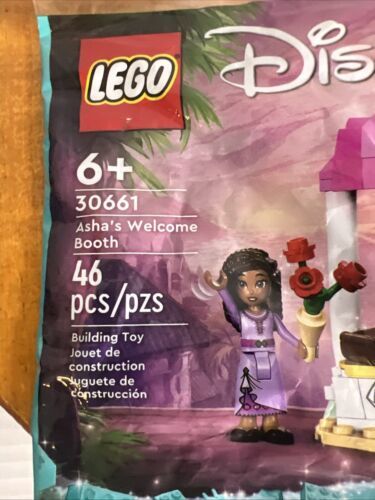 LEGO
Dis
6+
30661
Asha's Welcome
Booth
46
pcs/pzs
Building Toy
Jouet de
construction
Juguete de
construcción